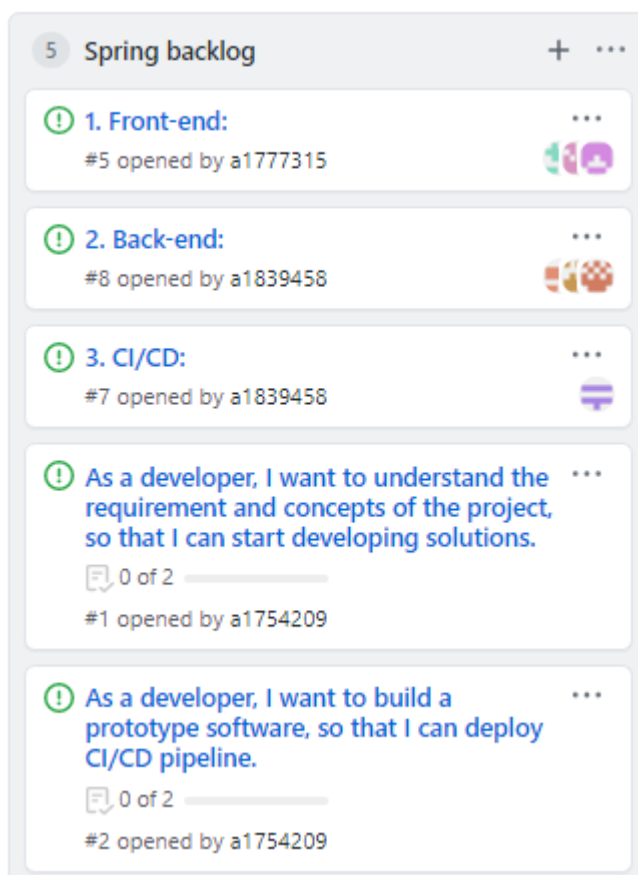 5 Spring backlog
1. Front-end:
#5 opened by a1777315
2. Back-end:
#8 opened by a1839458
3. CI/CD:
#7 opened by a1839458
As a developer, I want to understand the
requirement and concepts of the project,
so that I can start developing solutions.
0 of 2
#1 opened by a1754209
As a developer, I want to build a
prototype software, so that I can deploy
CI/CD pipeline.
0 of 2
#2 opened by a1754209